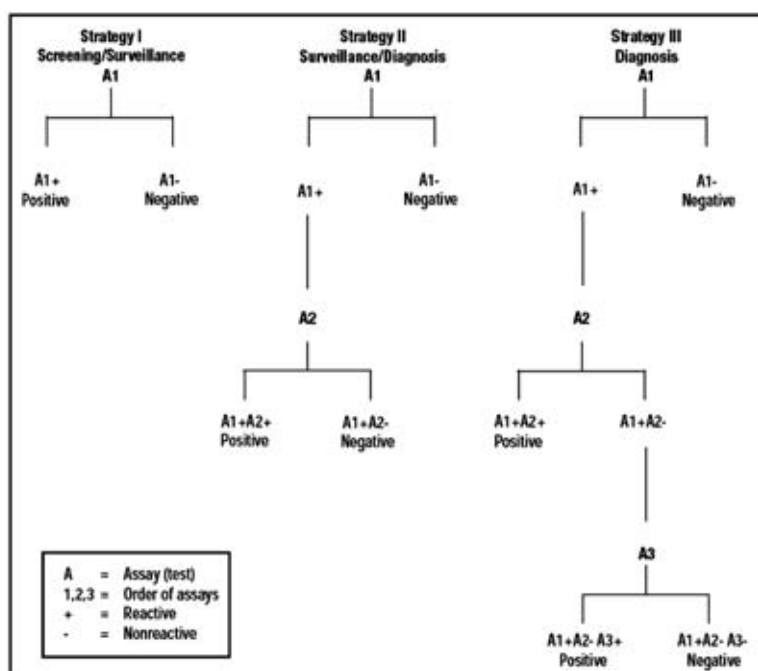 Strategy I
Screening/Surveillance
A1
A1+
Positive
A1-
Negative
Strategy II
Surveillance/Diagnosis
A1
A1+
A1-
Negative
A2
A1+A2+
Positive
A1+A2-
Negative
Strategy III
Diagnosis
A1
A1+
A1-
Negative
A2
A1+A2+
Positive
A1+A2-
A3
A1+A2- A3+
Positive
A1+A2- A3-
Negative
A = Assay (test)
1,2,3 = Order of assays
+ = Reactive
- = Nonreactive